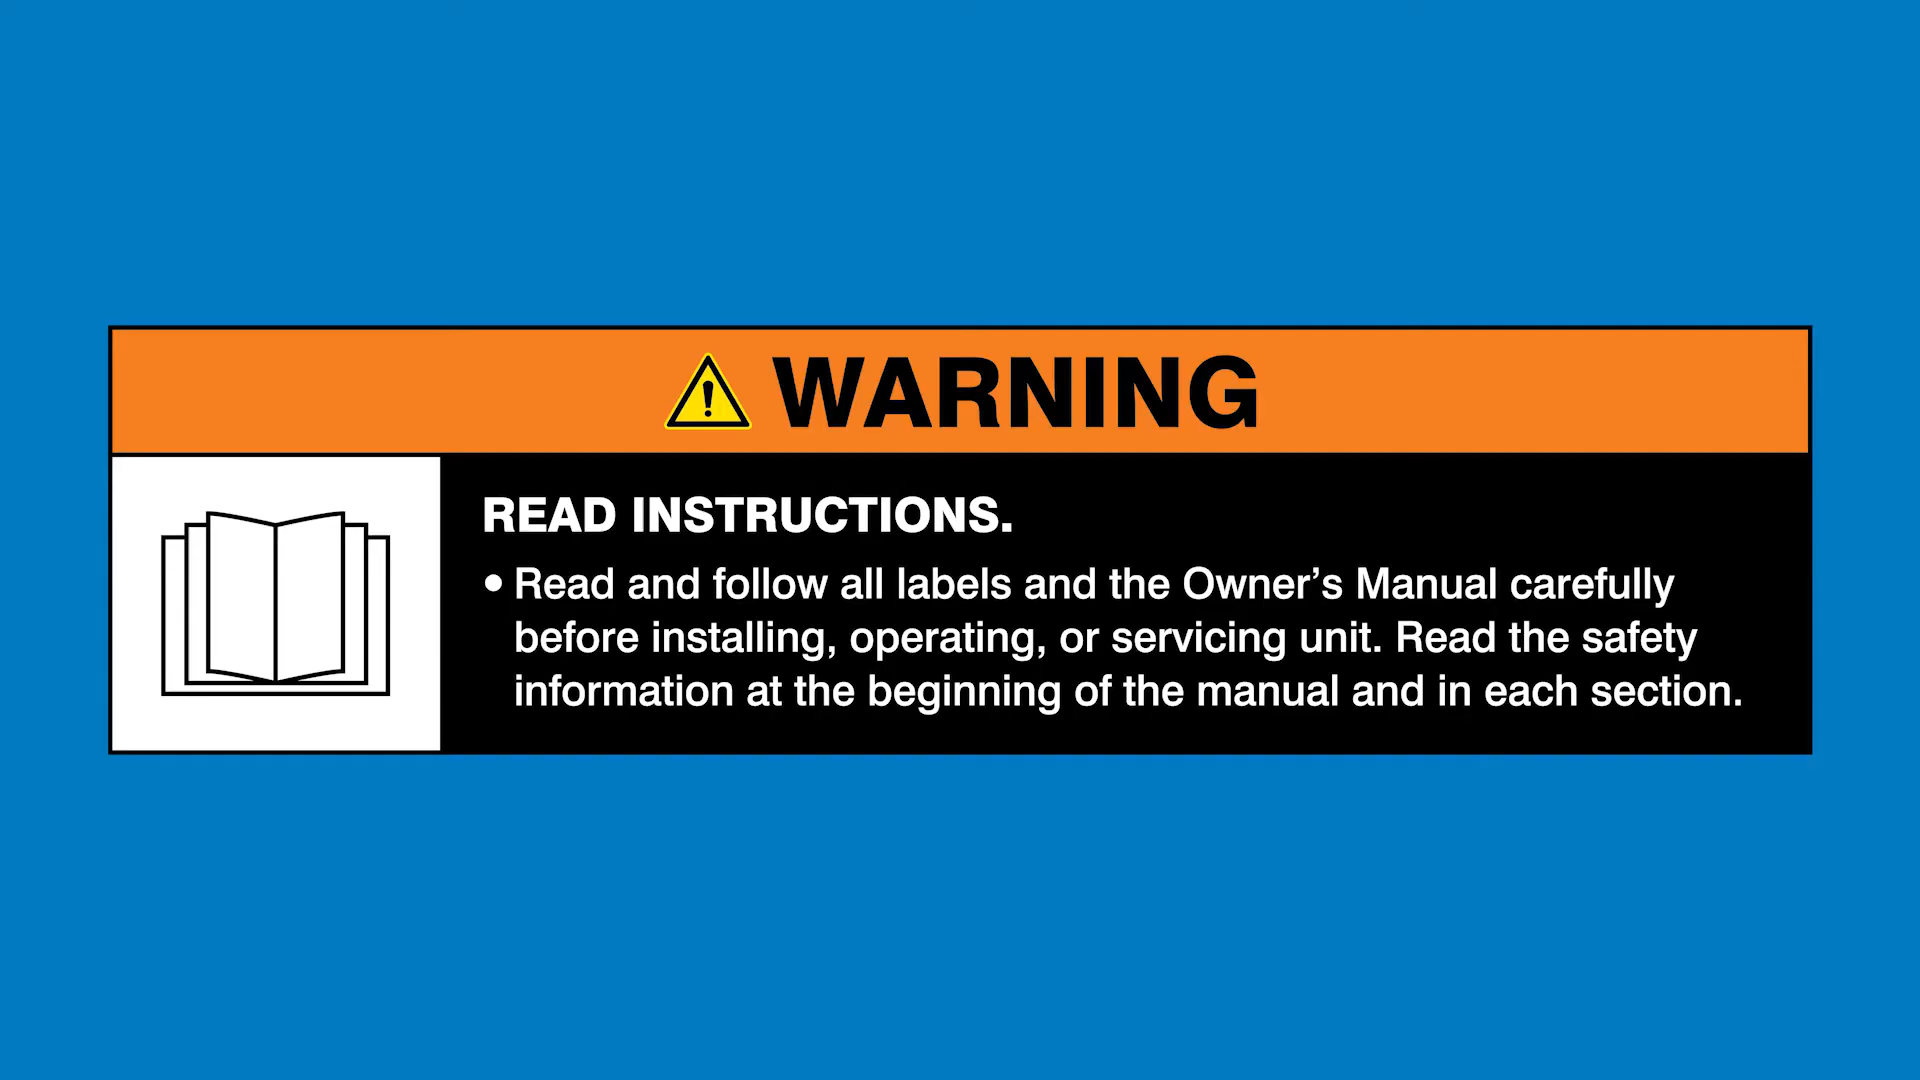 WARNING
READ INSTRUCTIONS.
• Read and follow all labels and the Owner’s Manual carefully
before installing, operating, or servicing unit. Read the safety
information at the beginning of the manual and in each section.